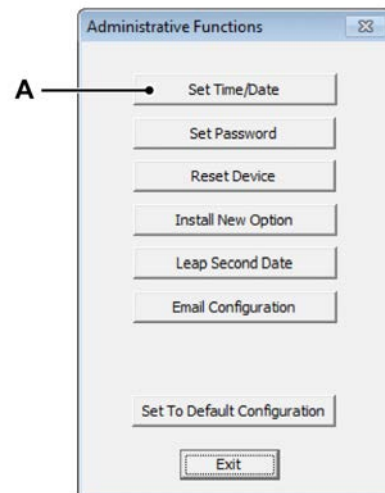 Administrative Functions
A
Set Time/Date
Set Password
Reset Device
Install New Option
Leap Second Date
Email Configuration
Set To Default Configuration
Exit